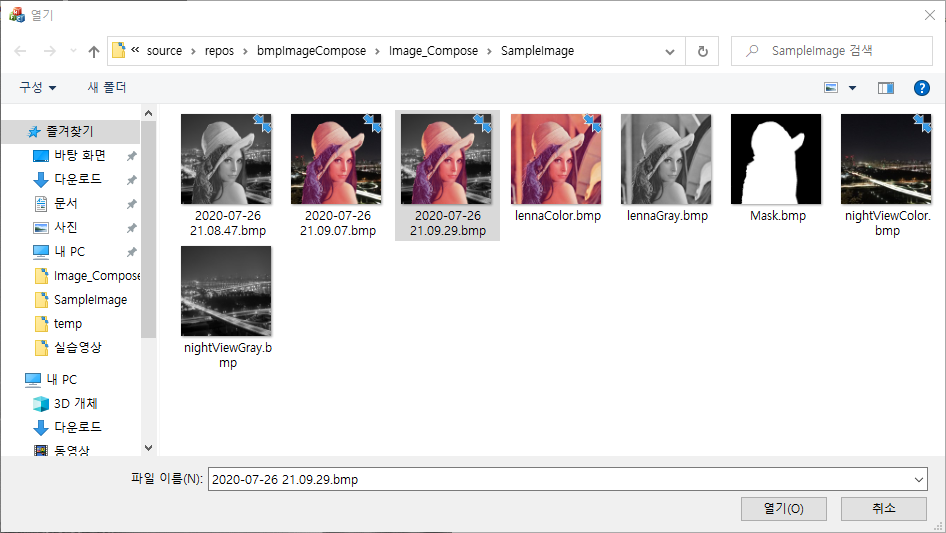 열기
« source › repos › bmpImageCompose › Image_Compose › SampleImage
SampleImage 검색
구성
새 폴더
즐겨찾기
바탕 화면
다운로드
문서
사진
내 PC
Image_Compose
SampleImage
temp
실습영상
내 PC
3D 개체
다운로드
동영상
2020-07-26
21.08.47.bmp
2020-07-26
21.09.07.bmp
2020-07-26
21.09.29.bmp
lennaColor.bmp
lennaGray.bmp
Mask.bmp
nightViewColor.
bmp
nightViewGray.b
mp
파일 이름(N):
2020-07-26 21.09.29.bmp
열기(O)
취소